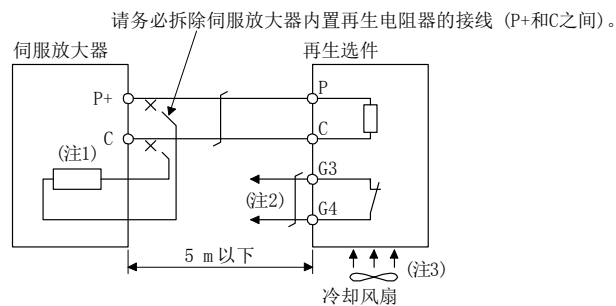 请务必拆除伺服放大器内置再生电阻器的接线 (P+和C之间)。
伺服放大器
再生选件
P+
P
C
C
(注1)
G3
(注2)
G4
5 m以下
(注3)
冷却风扇